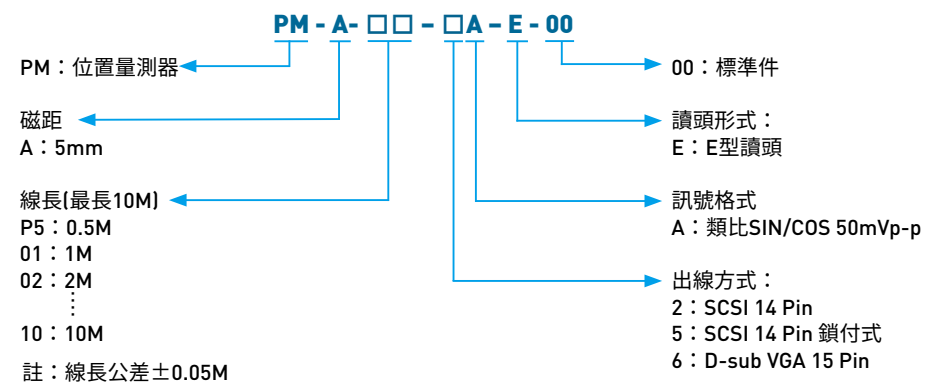 PM - A- □□ - □A - E - 00
PM：位置量測器
磁距
A：5mm
線長(最長10M)
P5：0.5M
01：1M
02：2M
⋮
10：10M
註：線長公差±0.05M
00：標準件
讀頭形式：
E：E型讀頭
訊號格式
A：類比SIN/COS 50mVp-p
出線方式：
2：SCSI 14 Pin
5：SCSI 14 Pin 鎖付式
6：D-sub VGA 15 Pin